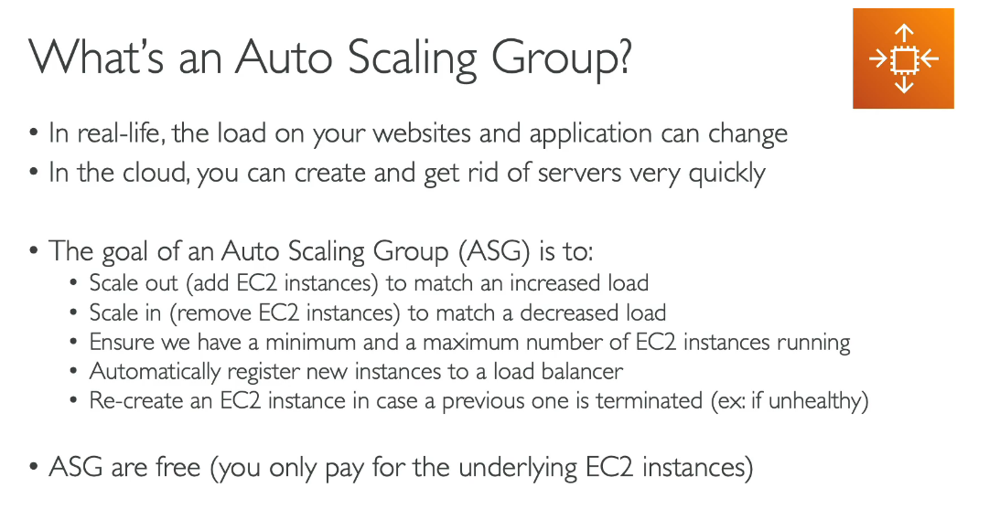 What's an Auto Scaling Group?
• In real-life, the load on your websites and application can change
• In the cloud, you can create and get rid of servers very quickly
• The goal of an Auto Scaling Group (ASG) is to:
• Scale out (add EC2 instances) to match an increased load
• Scale in (remove EC2 instances) to match a decreased load
• Ensure we have a minimum and a maximum number of EC2 instances running
• Automatically register new instances to a load balancer
• Re-create an EC2 instance in case a previous one is terminated (ex: if unhealthy)
• ASG are free (you only pay for the underlying EC2 instances)